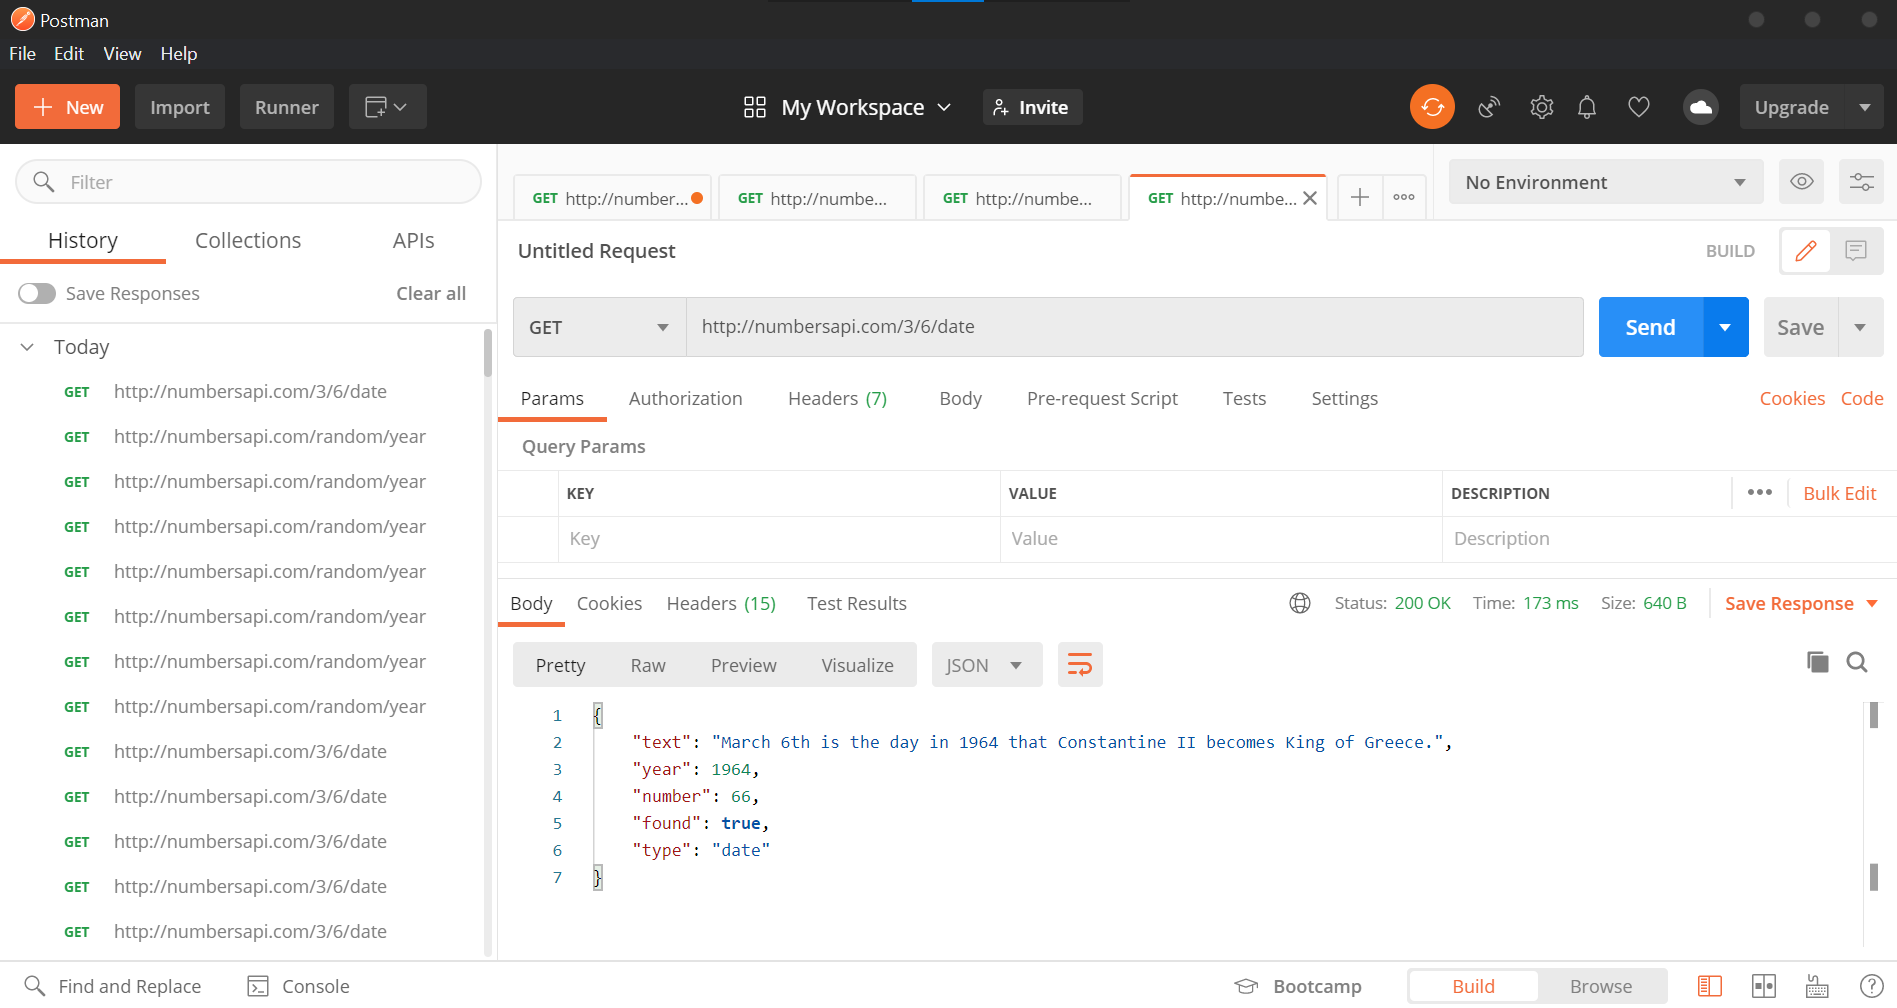 Postman
File Edit View Help
New Import Runner My Workspace Invite Upgrade
Filter
History Collections APIs
Save Responses Clear all
Today
GET http://numbersapi.com/3/6/date
GET http://numbersapi.com/random/year
GET http://numbersapi.com/random/year
GET http://numbersapi.com/random/year
GET http://numbersapi.com/random/year
GET http://numbersapi.com/random/year
GET http://numbersapi.com/random/year
GET http://numbersapi.com/random/year
GET http://numbersapi.com/3/6/date
GET http://numbersapi.com/3/6/date
GET http://numbersapi.com/3/6/date
GET http://numbersapi.com/3/6/date
GET http://numbersapi.com/3/6/date
GET http://number... GET http://numbe... GET http://numbe... GET http://numbe...
No Environment
Untitled Request BUILD
GET http://numbersapi.com/3/6/date Send Save
Params Authorization Headers (7) Body Pre-request Script Tests Settings Cookies Code
Query Params
KEY VALUE DESCRIPTION Bulk Edit
Key Value Description
Body Cookies Headers (15) Test Results Status: 200 OK Time: 173 ms Size: 640 B Save Response
Pretty Raw Preview Visualize JSON
1 {
2 "text": "March 6th is the day in 1964 that Constantine II becomes King of Greece.",
3 "year": 1964,
4 "number": 66,
5 "found": true,
6 "type": "date"
7 }
Find and Replace Console Bootcamp Build Browse